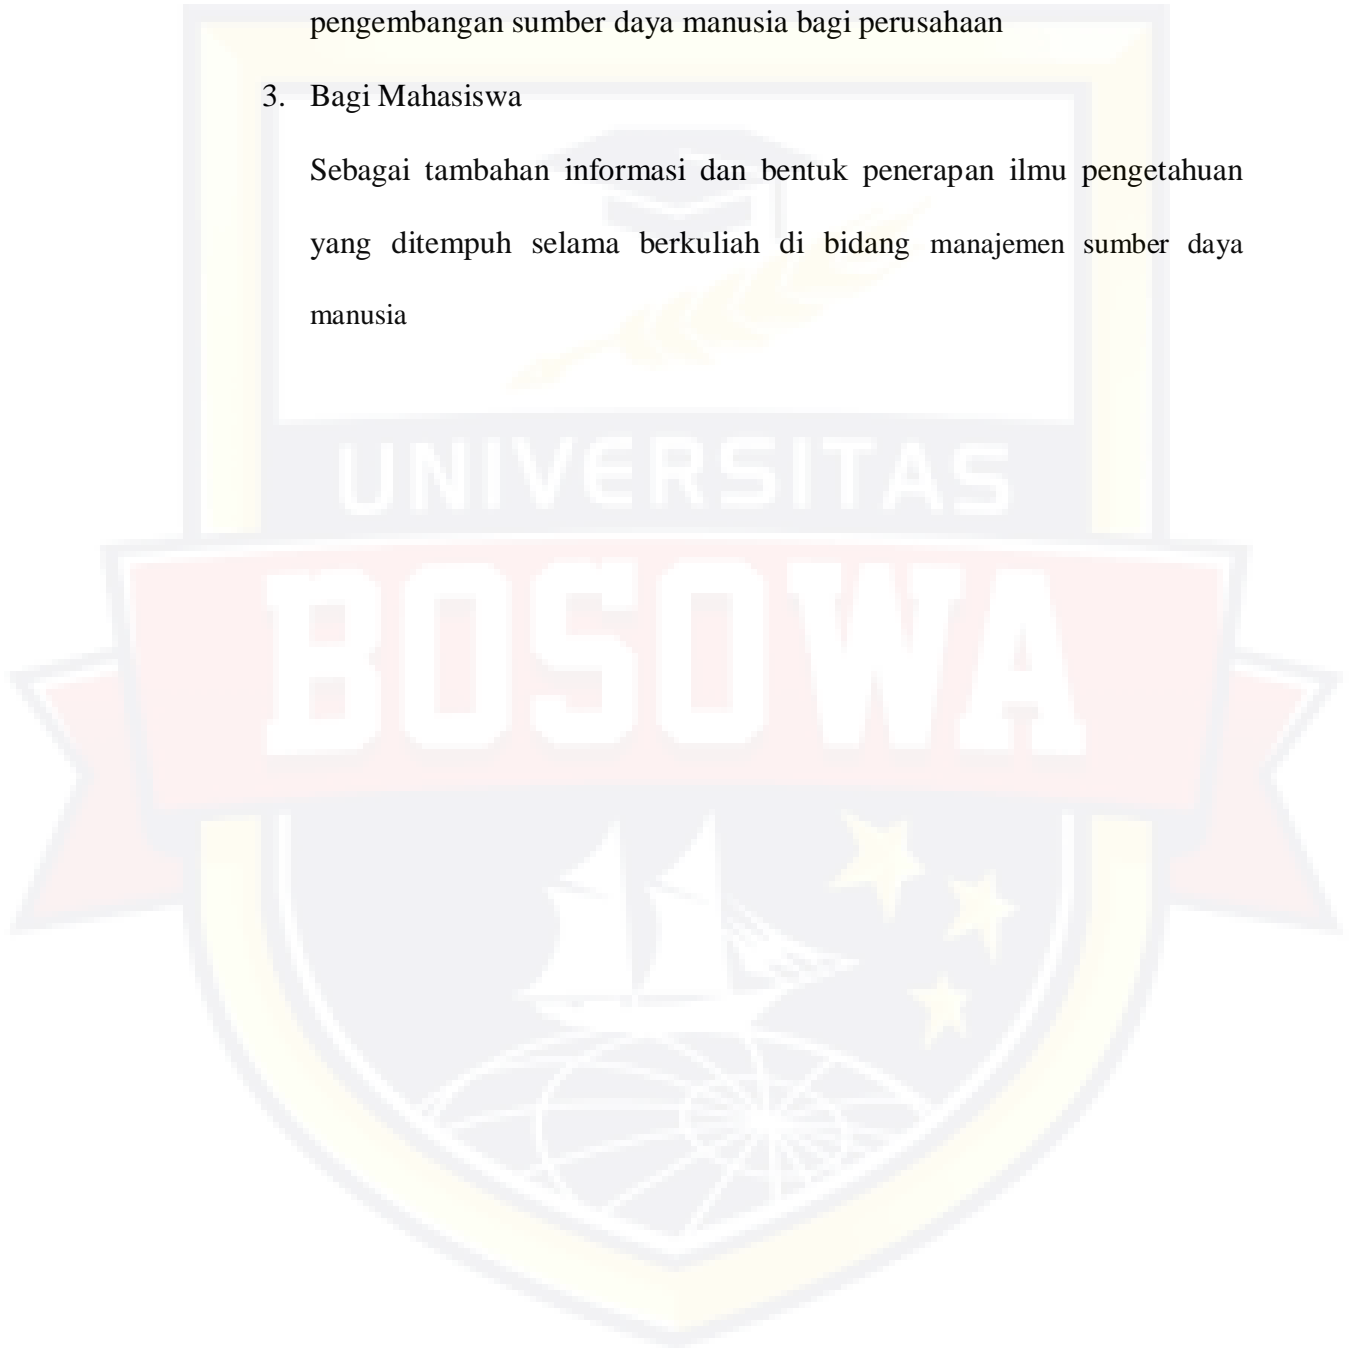 pengembangan sumber daya manusia bagi perusahaan
3. Bagi Mahasiswa
Sebagai tambahan informasi dan bentuk penerapan ilmu pengetahuan
yang ditempuh selama berkuliah di bidang manajemen sumber daya
manusia
UNIVERSITAS
BOSOWA